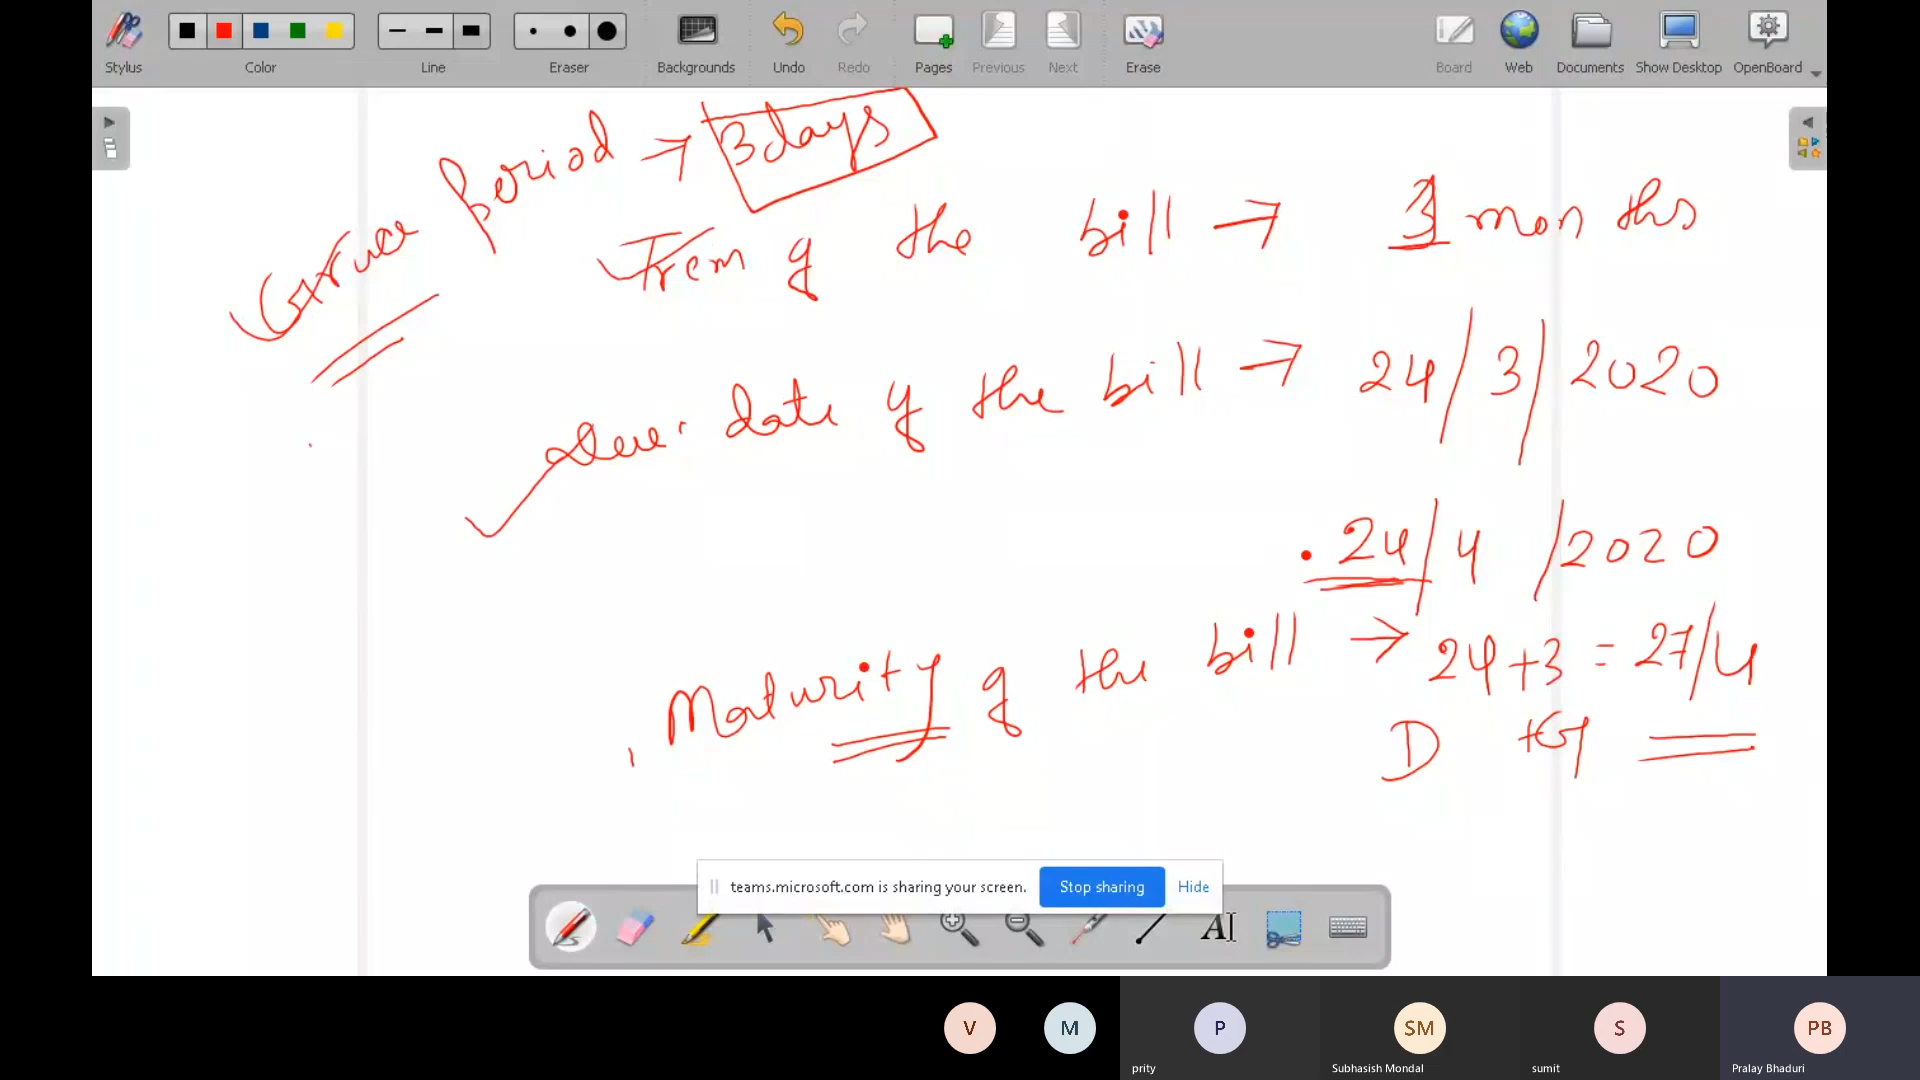 Stylus Color Line Eraser Backgrounds Undo Redo Pages Previous Next Erase Board Web Documents Show Desktop OpenBoard
Grace Period → 3 days
of the bill → months
date of the bill → 24/3/2020
24/4/2020
Maturity of the bill → 24+3 = 27/4
D +G
teams.microsoft.com is sharing your screen. Stop sharing Hide
AI
V M P SM S PB
prity Subhasish Mondal sumit Pralay Bhaduri